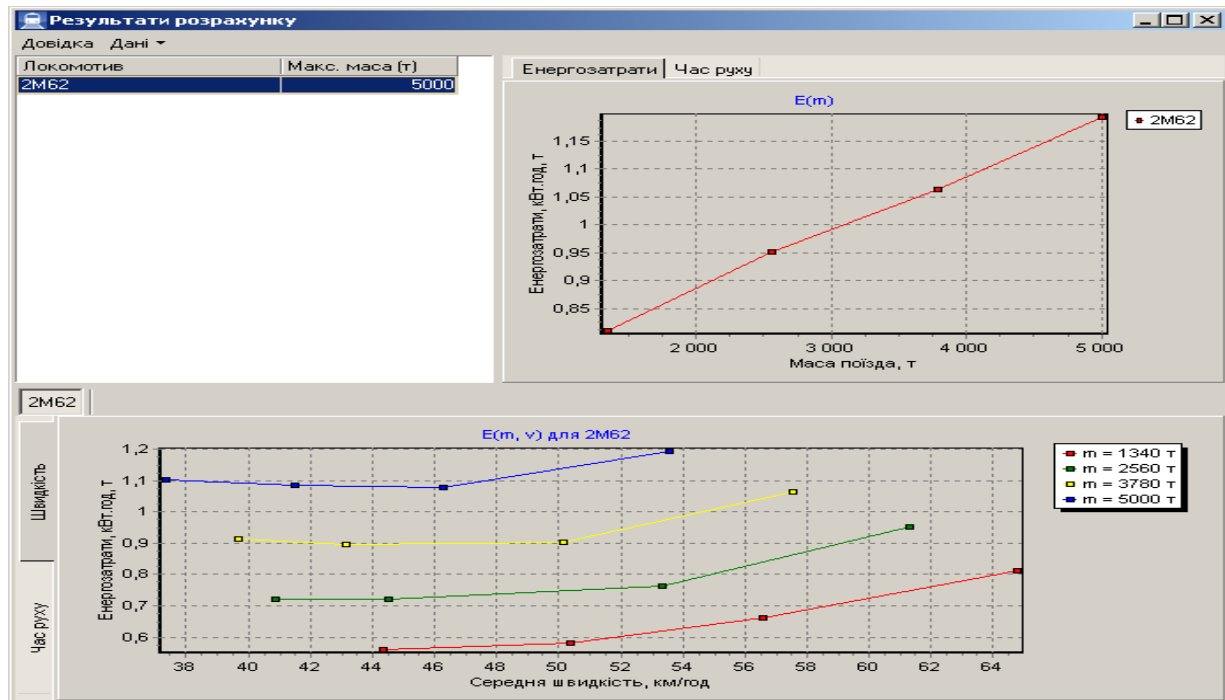 Результати розрахунку
Довідка Дані
Локомотив Макс. маса (т)
2М62 5000
Енергозатрати Час руху
E(m)
2М62
Енергозатрати, кВт.год, т
1,15
1,1
1,05
1
0,95
0,9
0,85
2 000 3 000 4 000 5 000
Маса поїзда, т
2М62
Швидкість
Час руху
E(m, v) для 2М62
m = 1340 т
m = 2560 т
m = 3780 т
m = 5000 т
Енергозатрати, кВт.год, т
1,2
1,1
1
0,9
0,8
0,7
0,6
38 40 42 44 46 48 50 52 54 56 58 60 62 64
Середня швидкість, км/год